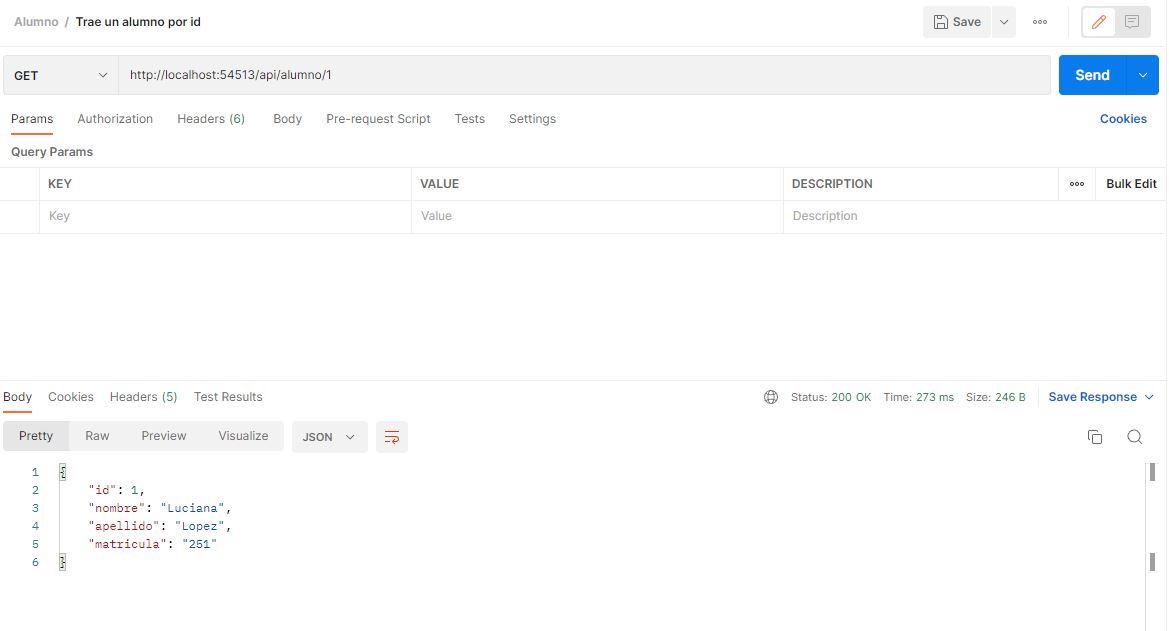 Alumno / Trae un alumno por id
Save
GET
http://localhost:54513/api/alumno/1
Send
Params Authorization Headers (6) Body Pre-request Script Tests Settings Cookies
Query Params
KEY VALUE DESCRIPTION Bulk Edit
Key Value Description
Body Cookies Headers (5) Test Results Status: 200 OK Time: 273 ms Size: 246 B Save Response
Pretty Raw Preview Visualize JSON
1 {
2 "id": 1,
3 "nombre": "Luciana",
4 "apellido": "Lopez",
5 "matricula": "251"
6 }